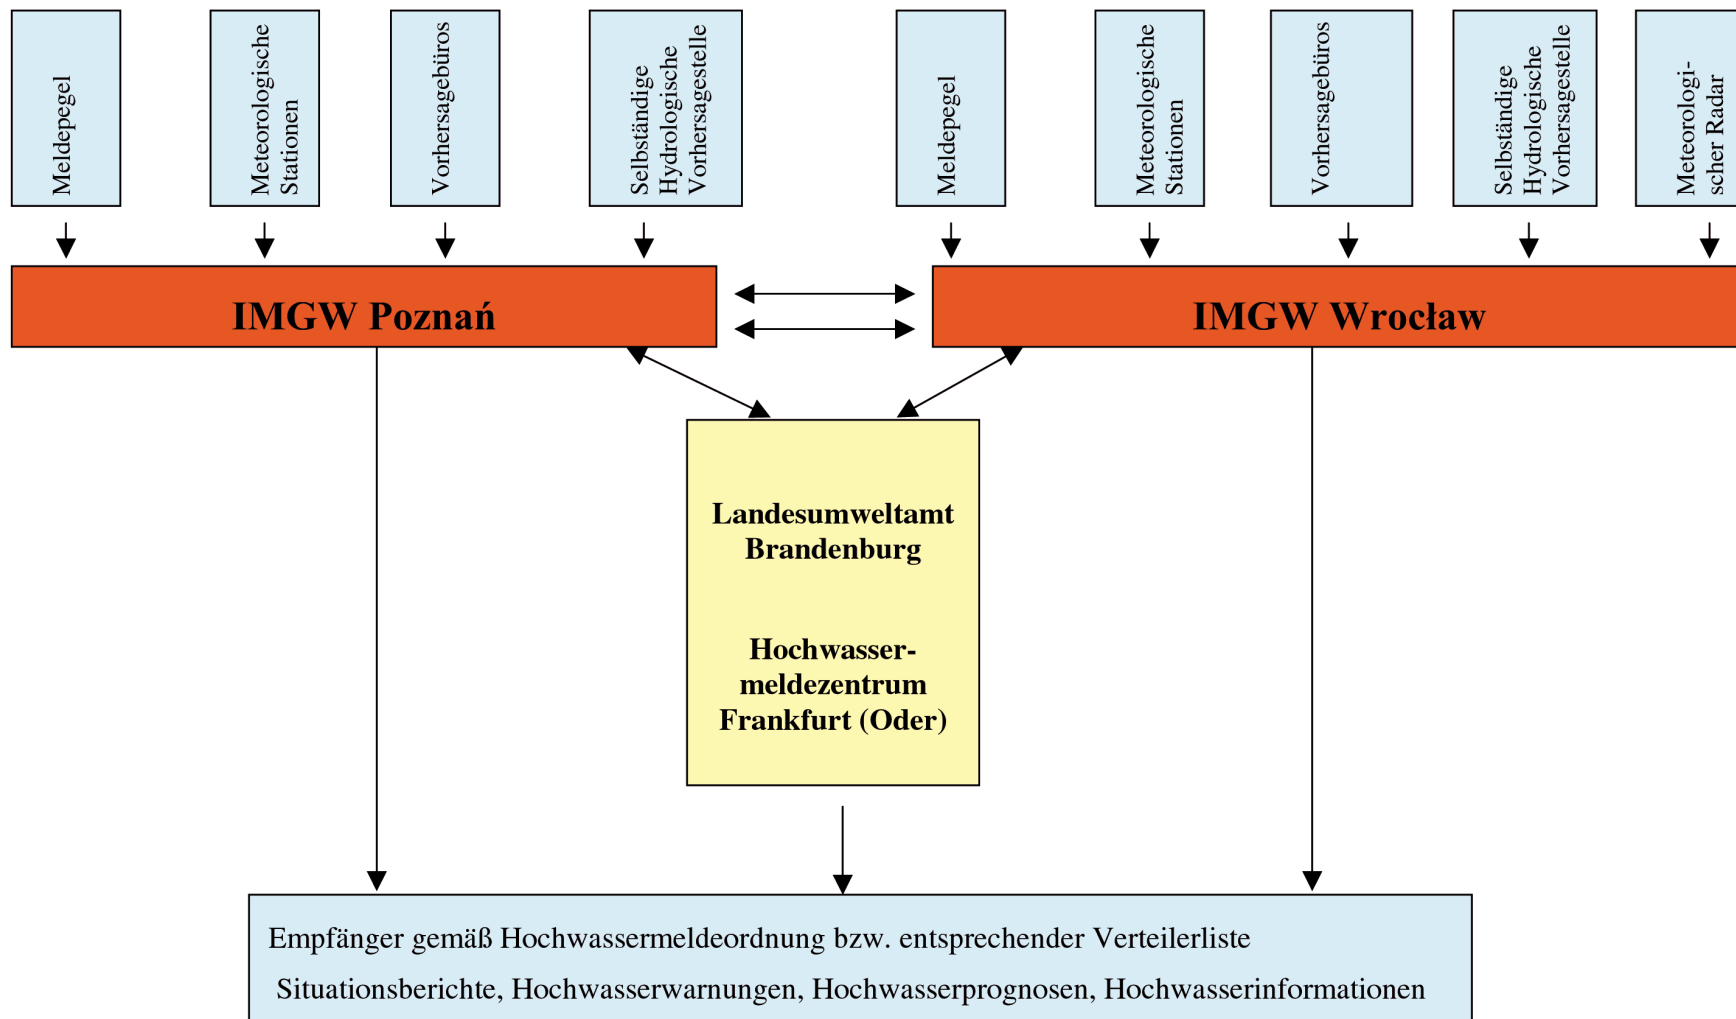 Meldepegel
Meteorologische
Stationen
Vorhersagebüros
Selbständige
Hydrologische
Vorhersagestelle
Meldepegel
Meteorologische
Stationen
Vorhersagebüros
Selbständige
Hydrologische
Vorhersagestelle
Meteorologi-
scher Radar
IMGW Poznań
IMGW Wrocław
Landesumweltamt
Brandenburg
Hochwasser-
meldezentrum
Frankfurt (Oder)
Empfänger gemäß Hochwassermeldeordnung bzw. entsprechender Verteilerliste
Situationsberichte, Hochwasserwarnungen, Hochwasserprognosen, Hochwasserinformationen